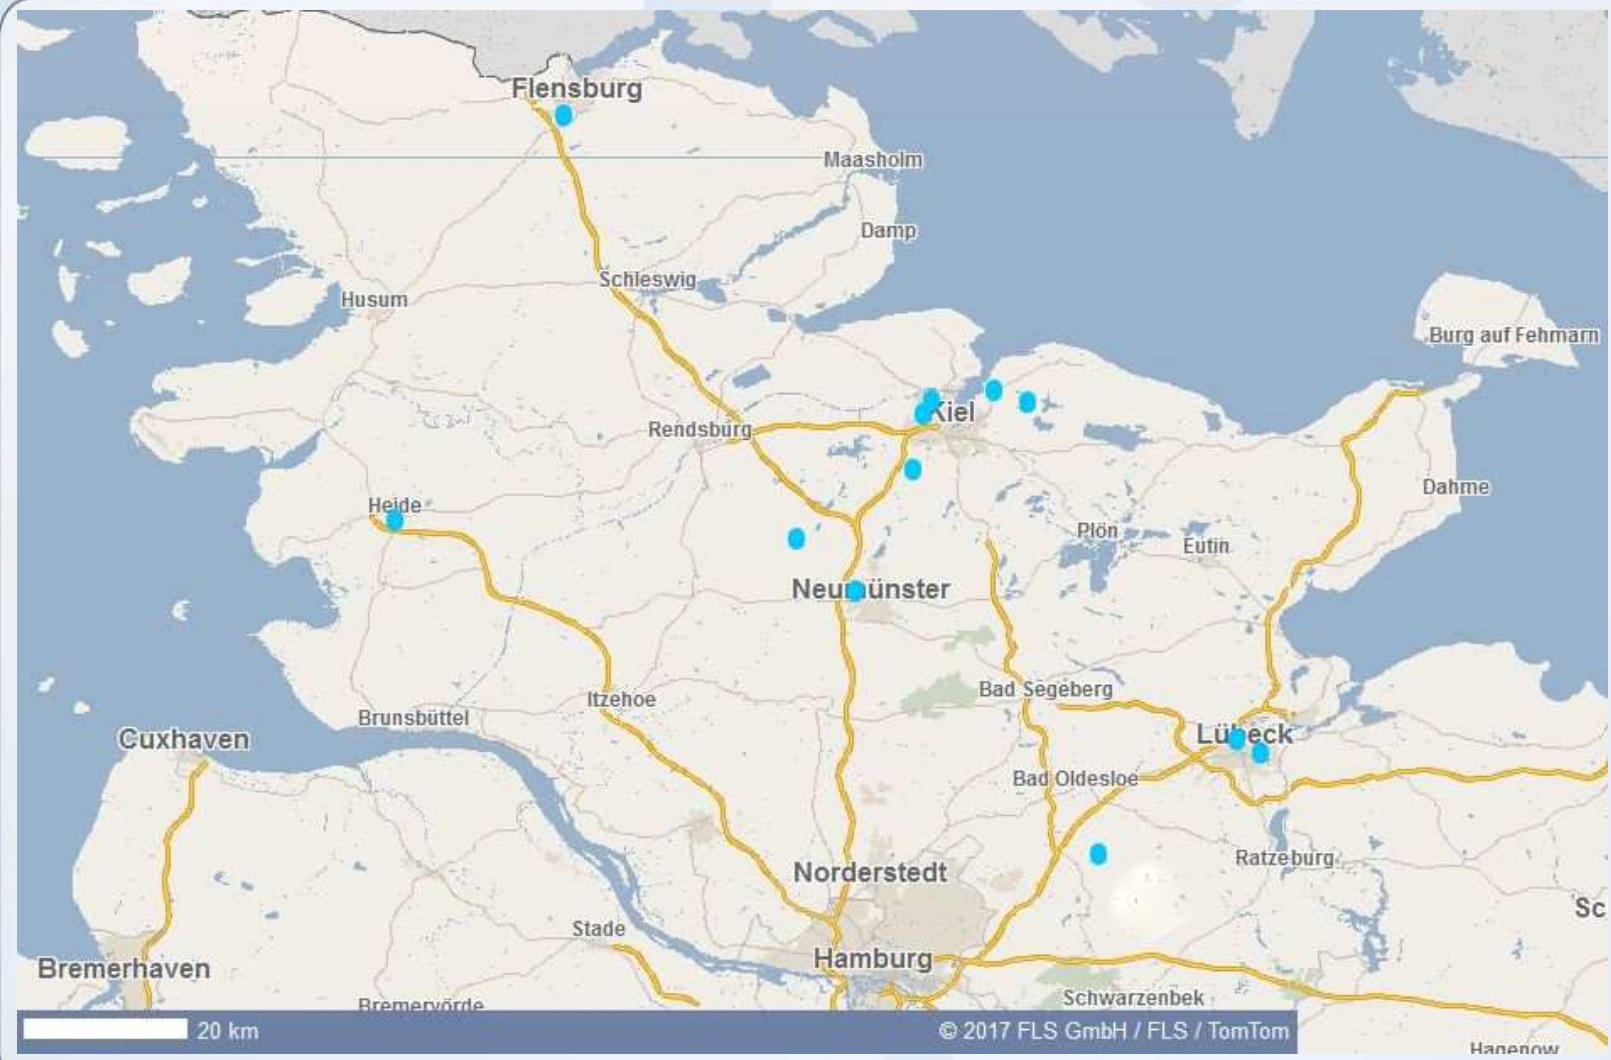 Flensburg
Maasholm
Damp
Schleswig
Husum
Burg auf Fehmarn
Kiel
Rendsburg
Dahme
Heide
Plön
Eutin
Neumünster
Bad Segeberg
Itzehoe
Brunsbüttel
Cuxhaven
Lübeck
Bad Oldesloe
Ratzeburg
Norderstedt
Sc
Stade
Hamburg
Bremerhaven
Schwarzenbek
Bremervörde
20 km
© 2017 FLS GmbH / FLS / TomTom
Hagenow